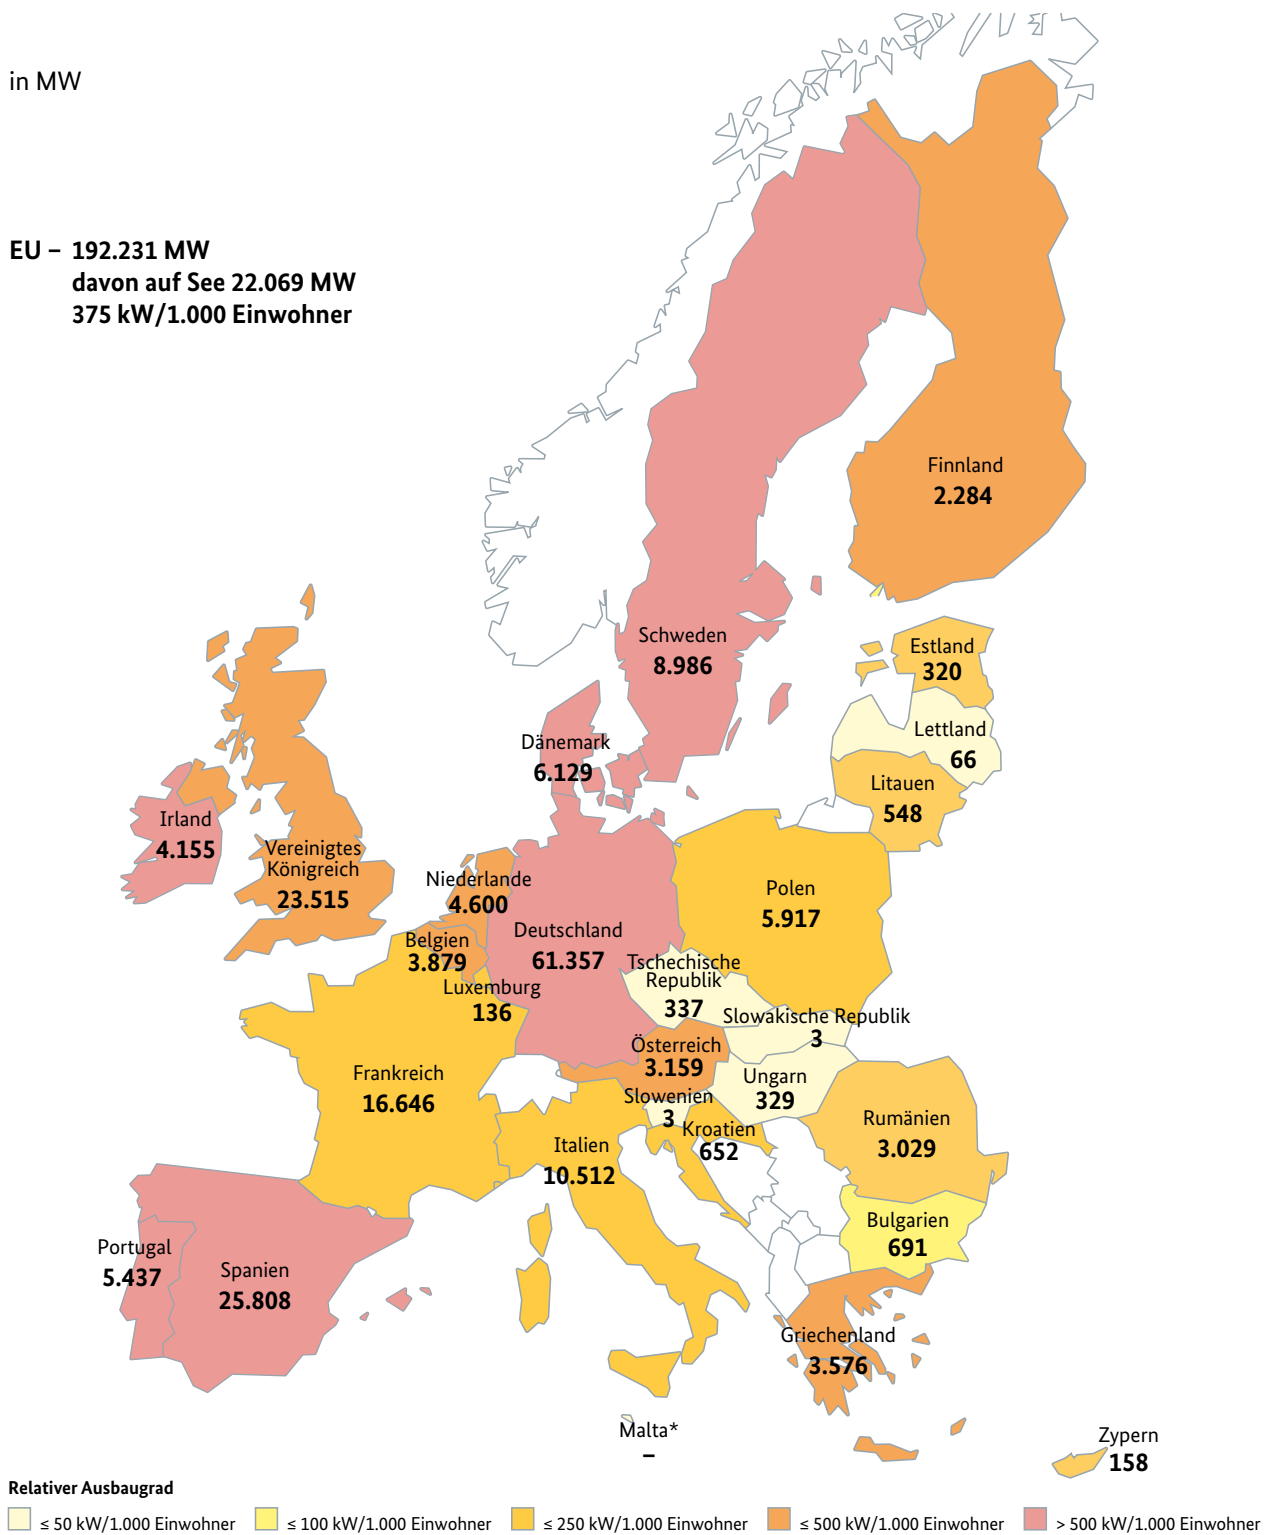 in MW
EU – 192.231 MW
davon auf See 22.069 MW
375 kW/1.000 Einwohner
Finnland
2.284
Schweden
8.986
Estland
320
Lettland
66
Dänemark
6.129
Litauen
548
Irland
4.155
Vereinigtes
Königreich
23.515
Niederlande
4.600
Polen
5.917
Belgien
3.879
Deutschland
61.357
Tschechische
Republik
337
Luxemburg
136
Slowakische Republik
3
Österreich
3.159
Frankreich
16.646
Ungarn
329
Slowenien
3
Kroatien
652
Rumänien
3.029
Italien
10.512
Bulgarien
691
Portugal
5.437
Spanien
25.808
Griechenland
3.576
Malta*
–
Zypern
158
Relativer Ausbaugrad
≤ 50 kW/1.000 Einwohner
≤ 100 kW/1.000 Einwohner
≤ 250 kW/1.000 Einwohner
≤ 500 kW/1.000 Einwohner
> 500 kW/1.000 Einwohner